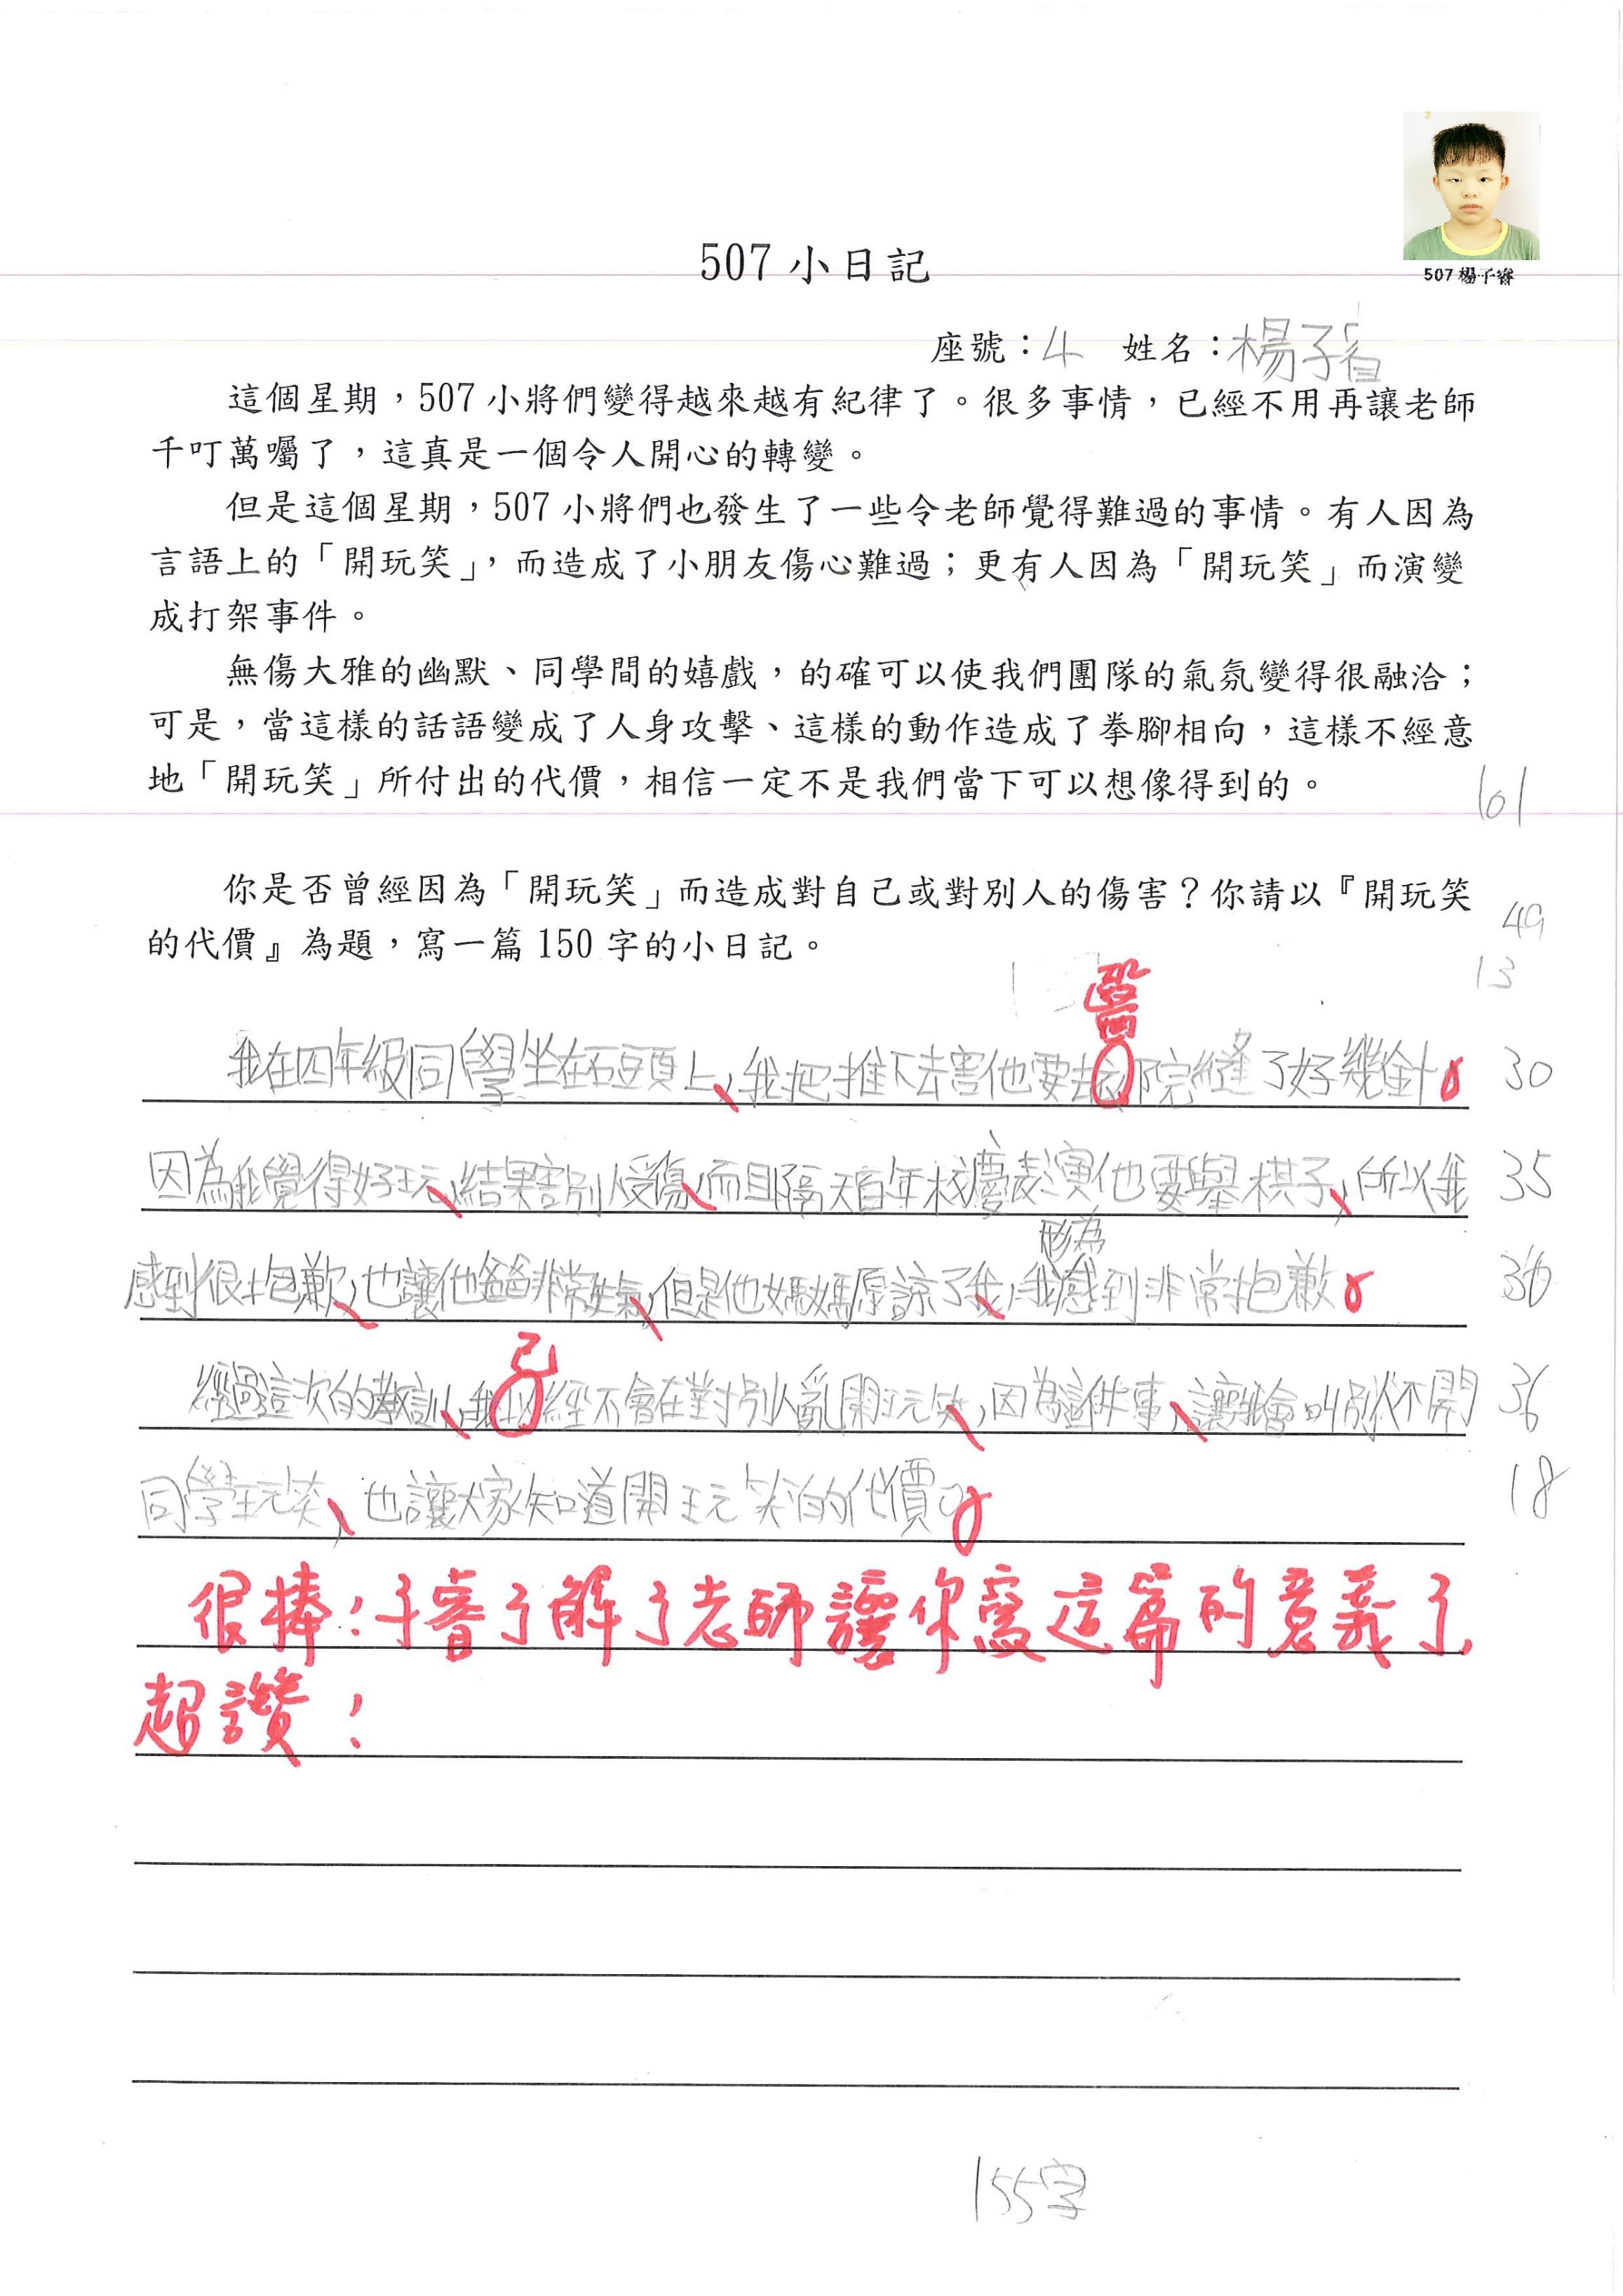 507 楊子睿
507 小日記
座號：4 姓名：楊子睿
這個星期，507 小將們變得越來越有紀律了。很多事情，已經不用再讓老師
千叮萬囑了，這真是一個令人開心的轉變。
但是這個星期，507 小將們也發生了一些令老師覺得難過的事情。有人因為
言語上的「開玩笑」，而造成了小朋友傷心難過；更有人因為「開玩笑」而演變
成打架事件。
無傷大雅的幽默、同學間的嬉戲，的確可以使我們團隊的氣氛變得很融洽；
可是，當這樣的話語變成了人身攻擊、這樣的動作造成了拳腳相向，這樣不經意
地「開玩笑」所付出的代價，相信一定不是我們當下可以想像得到的。
101
你是否曾經因為「開玩笑」而造成對自己或對別人的傷害？你請以『開玩笑
49
的代價』為題，寫一篇 150 字的小日記。
13
醫
我在四年級同學坐在石頭上，我把推下去害他要去院縫了好幾針。 30
因為我覺得好玩，結果害別人受傷，而且隔天百年校慶表演他要舉棋子，所以我 35
形為
感到很抱歉，也讓他爸爸非常生氣，但是他媽媽原諒了我，我感到非常抱歉。 36
已
經過這次的教訓，我以經不會在對別人亂開玩笑，因為這件事，讓我會叫別人不開 36
同學玩笑，也讓大家知道開玩笑的代價。 18
很棒！子睿了解了老師讓你寫這篇的意義了，
超讚！
155字